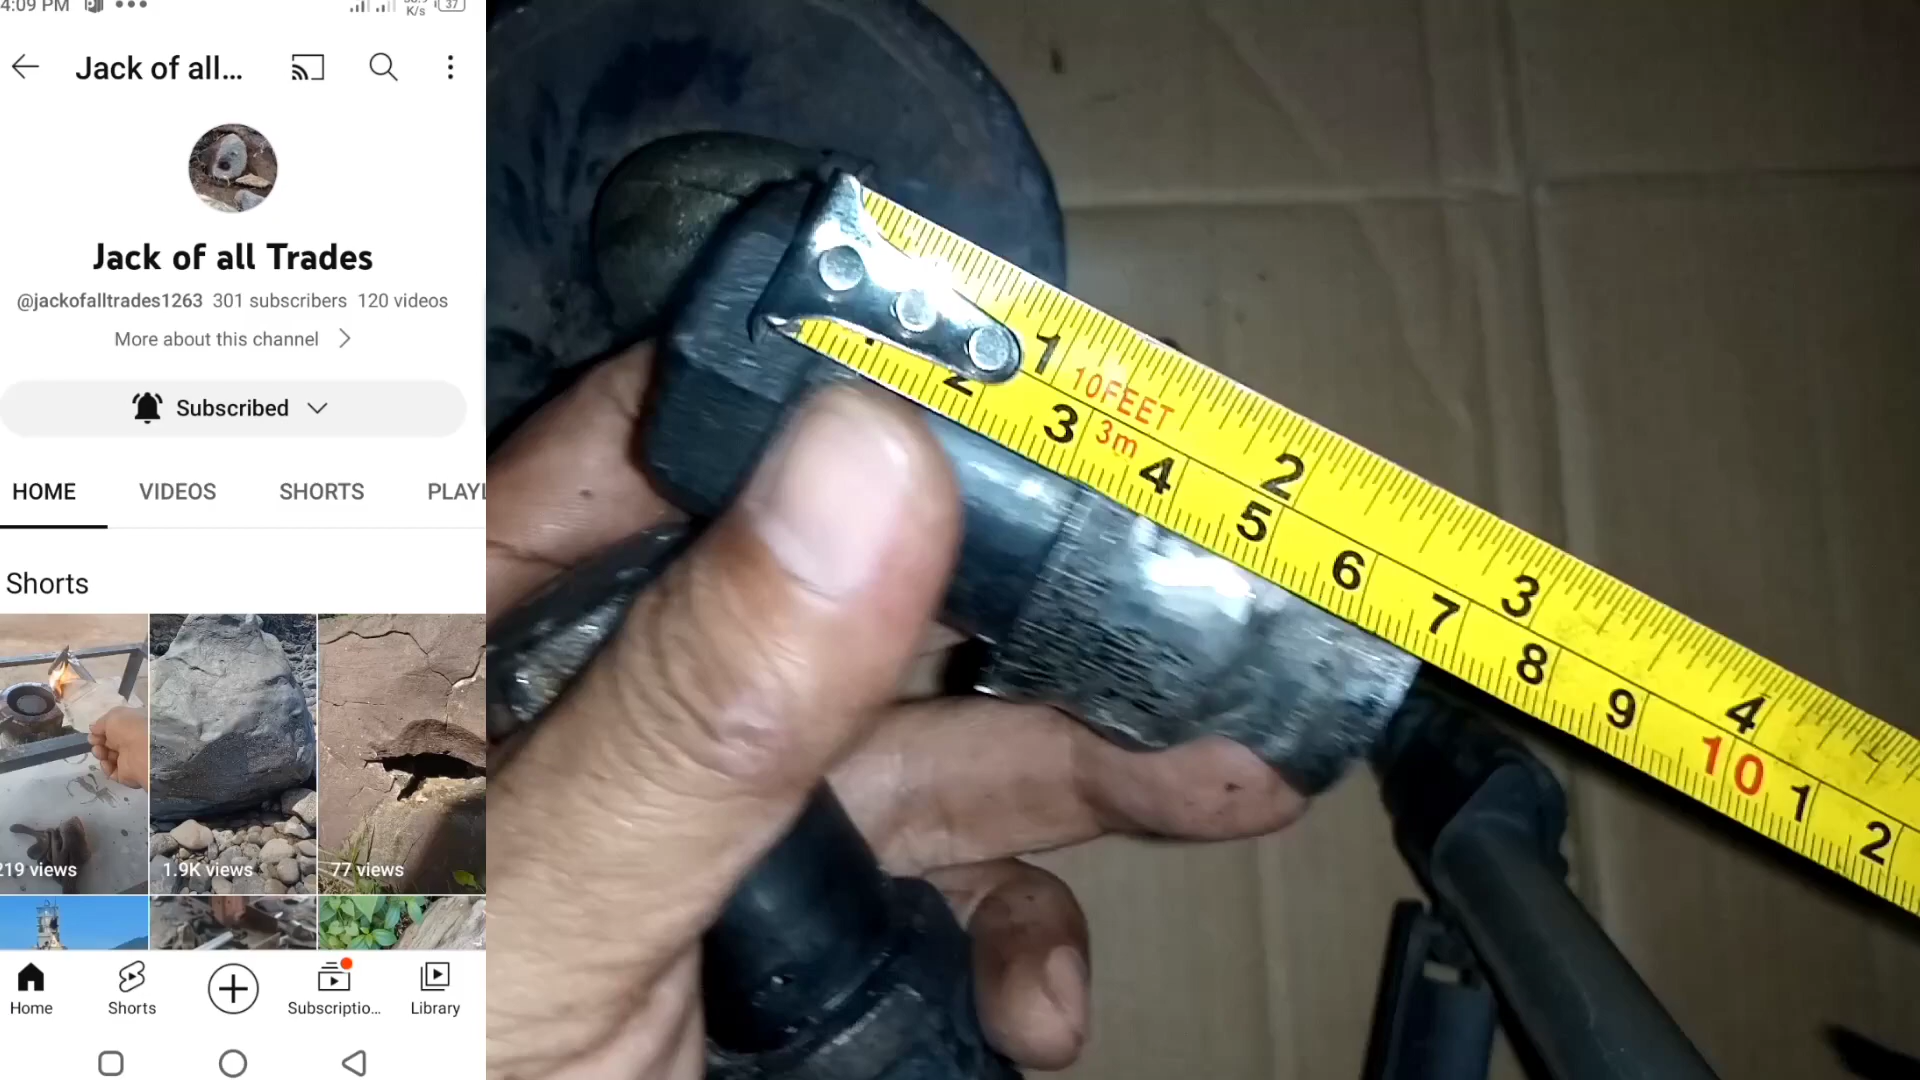 4:09 PM
K/s
37
Jack of all...
Jack of all Trades
@jackofalltrades1263 301 subscribers 120 videos
More about this channel
Subscribed
HOME VIDEOS SHORTS
Shorts
219 views
1.9K views
77 views
Home
Shorts
Subscriptio...
Library
1 2 3 4
10FEET
3m
2 3 4 5 6 7 8 9 10 1 2